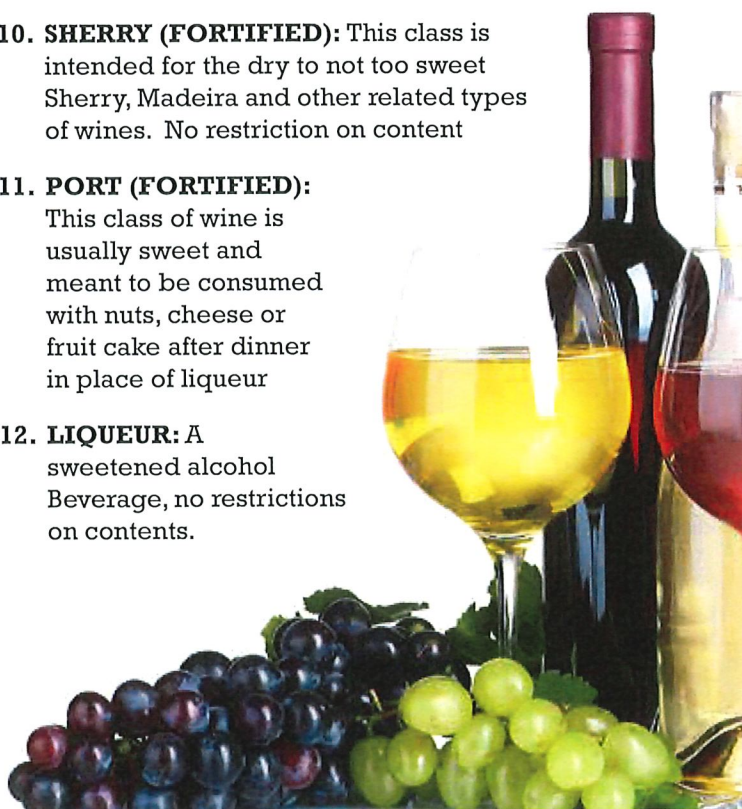 10. SHERRY (FORTIFIED): This class is
intended for the dry to not too sweet
Sherry, Madeira and other related types
of wines. No restriction on content
11. PORT (FORTIFIED):
This class of wine is
usually sweet and
meant to be consumed
with nuts, cheese or
fruit cake after dinner
in place of liqueur
12. LIQUEUR: A
sweetened alcohol
Beverage, no restrictions
on contents.